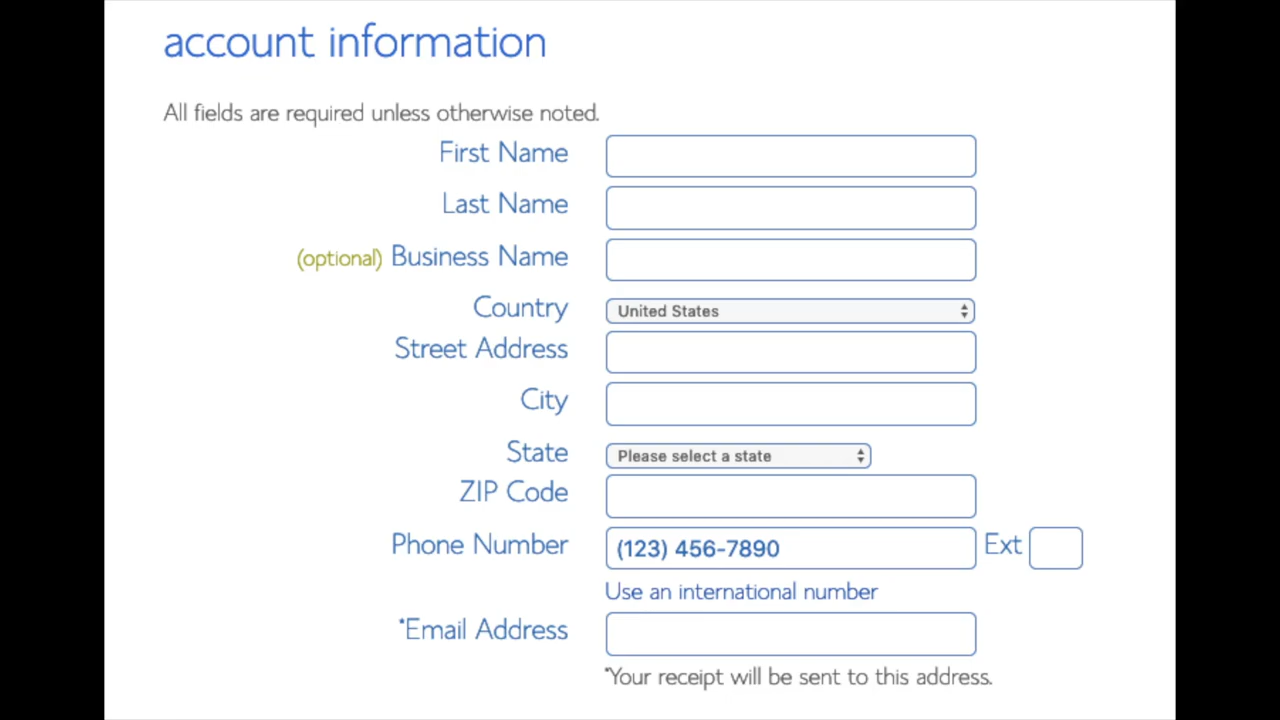 account information
All fields are required unless otherwise noted.
First Name
Last Name
(optional) Business Name
Country United States
Street Address
City
State Please select a state
ZIP Code
Phone Number (123) 456-7890 Ext
Use an international number
*Email Address
*Your receipt will be sent to this address.